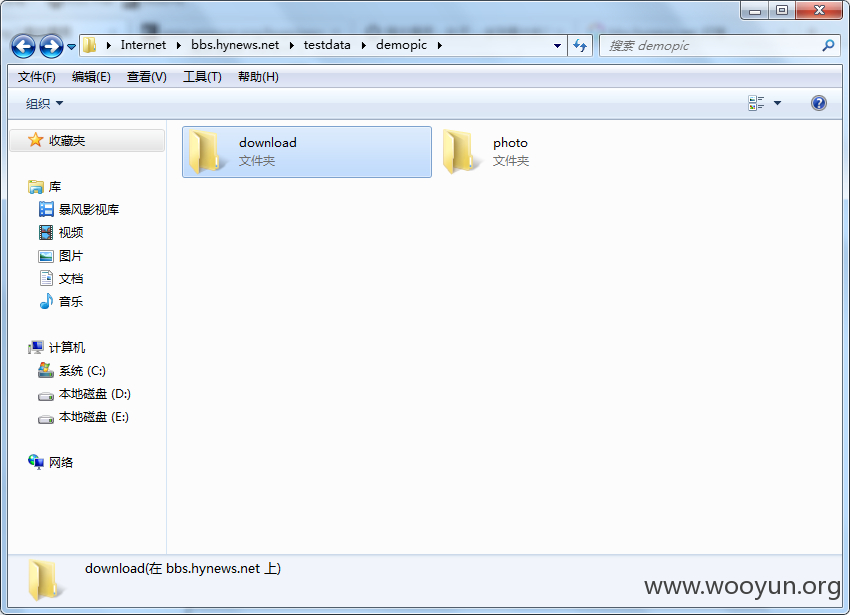 Internet bbs.hynews.net testdata demopic 搜索 demopic
文件(F) 编辑(E) 查看(V) 工具(T) 帮助(H)
组织
收藏夹
download
文件夹
photo
文件夹
库
暴风影视库
视频
图片
文档
音乐
计算机
系统 (C:)
本地磁盘 (D:)
本地磁盘 (E:)
网络
download(在 bbs.hynews.net 上)
www.wooyun.org